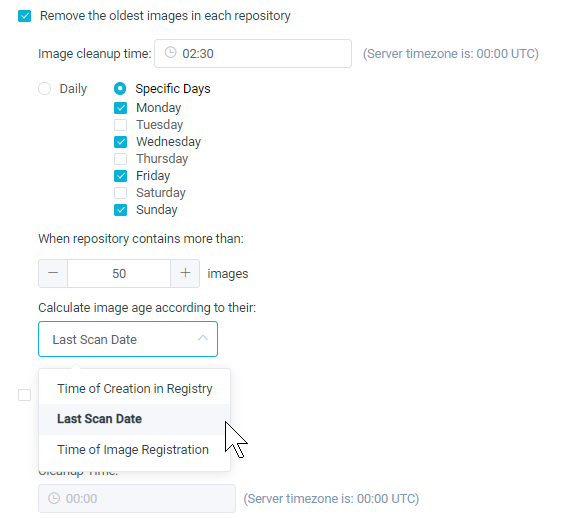 Remove the oldest images in each repository
Image cleanup time: 02:30 (Server timezone is: 00:00 UTC)
Daily Specific Days
Monday
Tuesday
Wednesday
Thursday
Friday
Saturday
Sunday
When repository contains more than:
− 50 + images
Calculate image age according to their:
Last Scan Date
Time of Creation in Registry
Last Scan Date
Time of Image Registration
Cleanup Time:
00:00 (Server timezone is: 00:00 UTC)